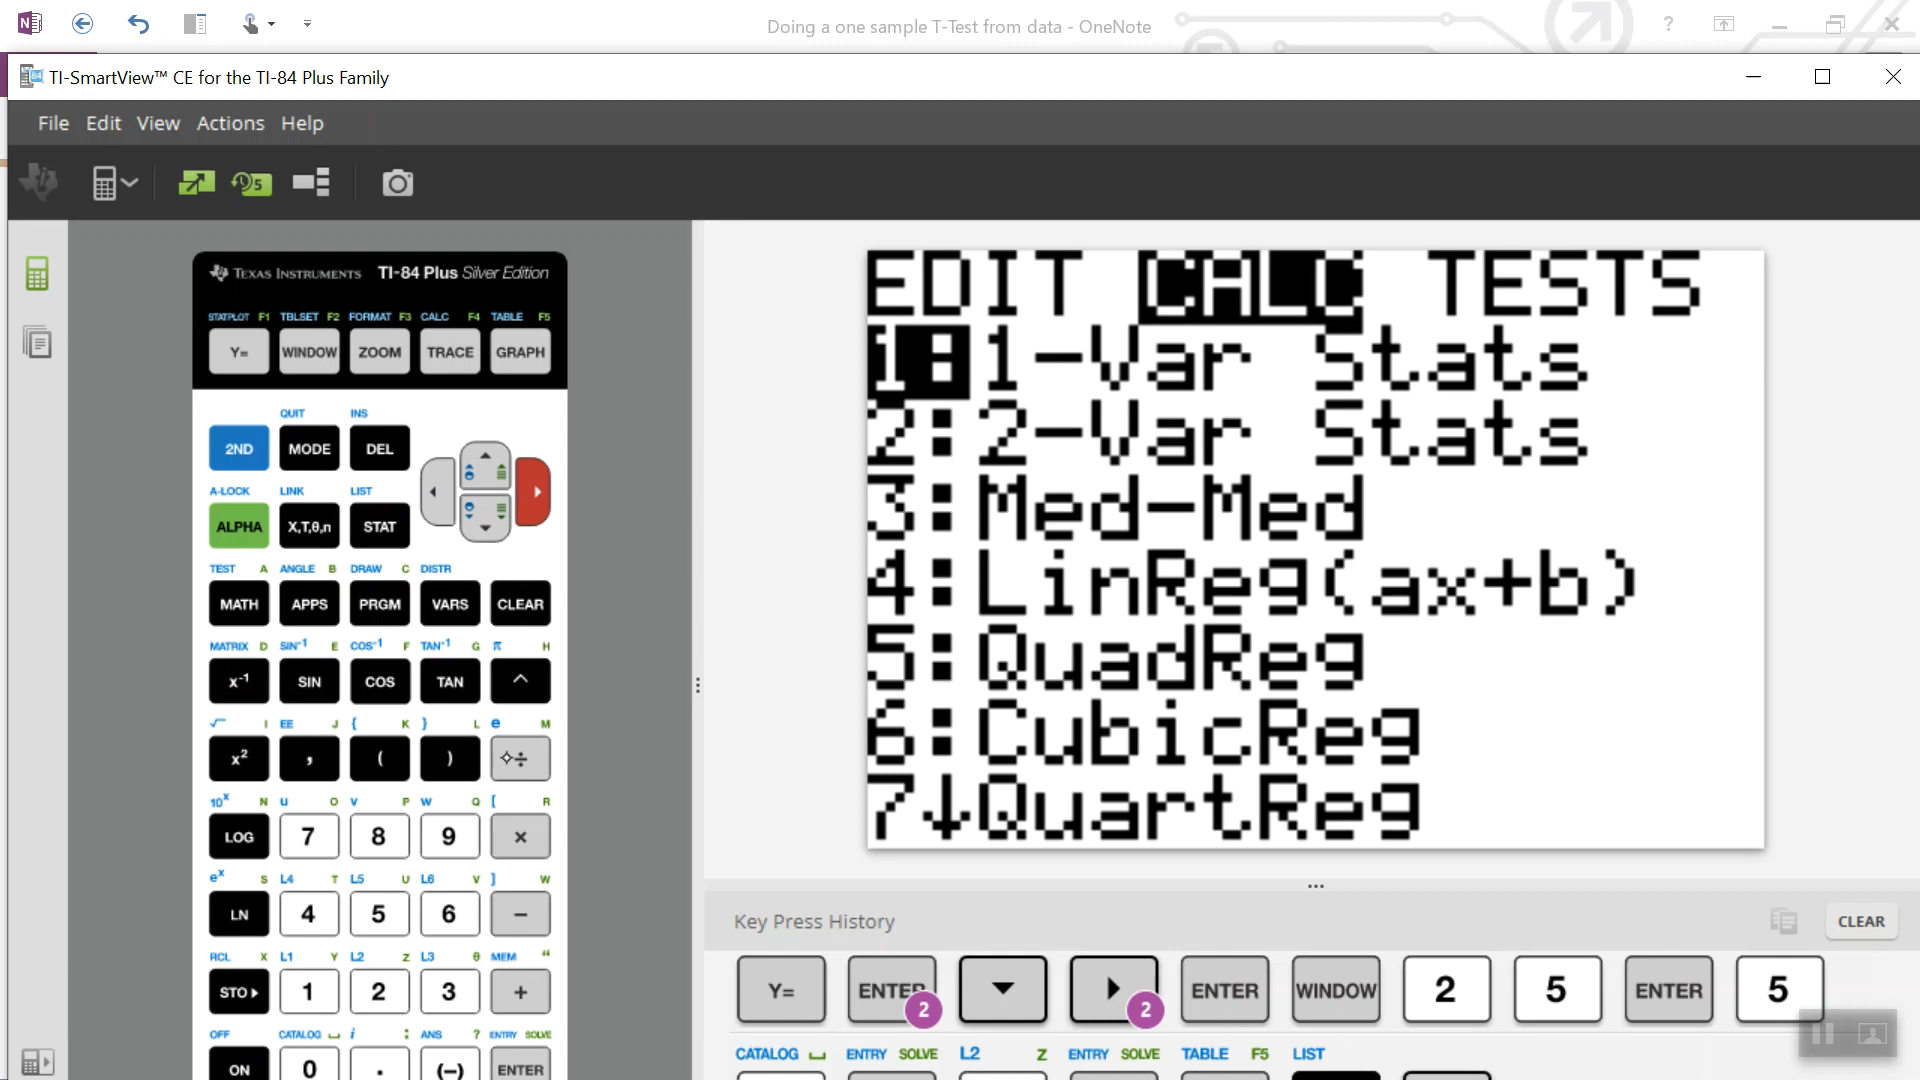 Doing a one sample T-Test from data - OneNote
TI-SmartView™ CE for the TI-84 Plus Family
File Edit View Actions Help
TEXAS INSTRUMENTS TI-84 Plus Silver Edition
STATPLOT F1 TBLSET F2 FORMAT F3 CALC F4 TABLE F5
Y= WINDOW ZOOM TRACE GRAPH
QUIT INS
2ND MODE DEL
A-LOCK LINK LIST
ALPHA X,T,θ,n STAT
TEST A ANGLE B DRAW C DISTR
MATH APPS PRGM VARS CLEAR
MATRIX D SIN⁻¹ E COS⁻¹ F TAN⁻¹ G π H
x⁻¹ SIN COS TAN ^
√ I EE J { K } L e M
x² , ( ) ÷
10ˣ N u O v P w Q [ R
LOG 7 8 9 ×
eˣ S L4 T L5 U L6 V ] W
LN 4 5 6 −
RCL X L1 Y L2 Z L3 θ MEM "
STO▸ 1 2 3 +
OFF CATALOG ⎵ i : ANS ? ENTRY SOLVE
ON 0 . (−) ENTER
EDIT CALC TESTS
1:1-Var Stats
2:2-Var Stats
3:Med-Med
4:LinReg(ax+b)
5:QuadReg
6:CubicReg
7↓QuartReg
Key Press History CLEAR
Y= ENTER 2 ▼ ▶ 2 ENTER WINDOW 2 5 ENTER 5
CATALOG ⎵ ENTRY SOLVE L2 Z ENTRY SOLVE TABLE F5 LIST